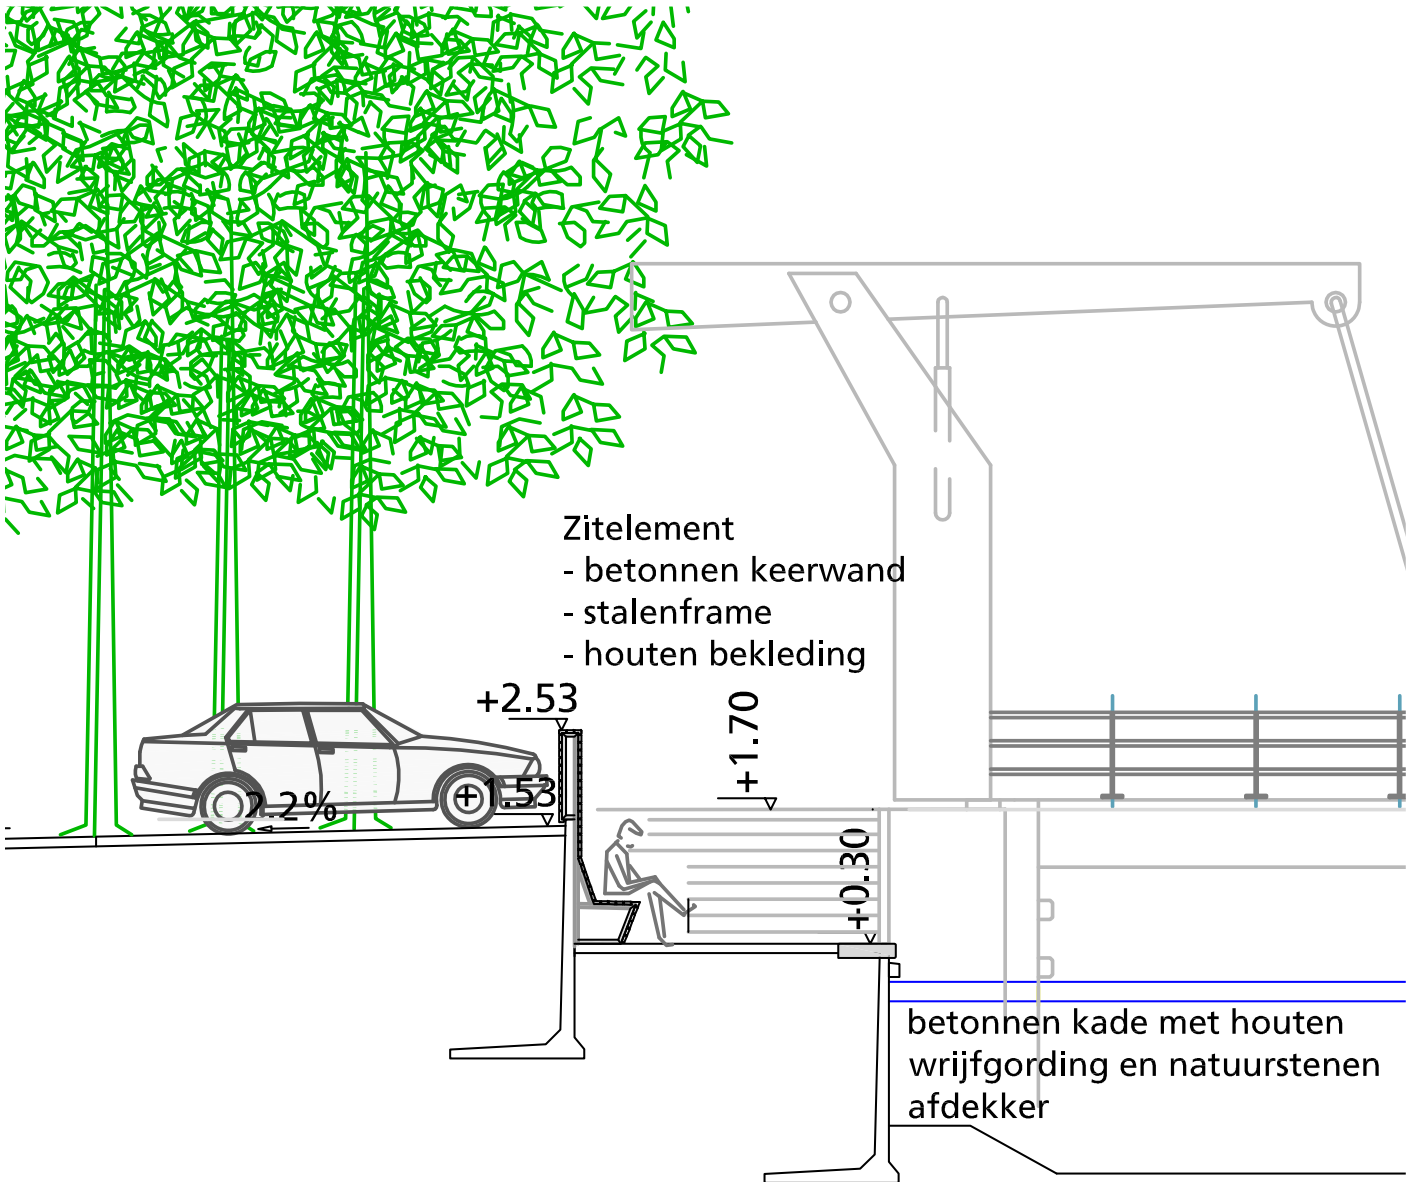 Zitelement
- betonnen keerwand
- stalenframe
- houten bekleding
+2.53
+1.70
+1.53
2.2%
+0.30
betonnen kade met houten
wrijfgording en natuurstenen
afdekker